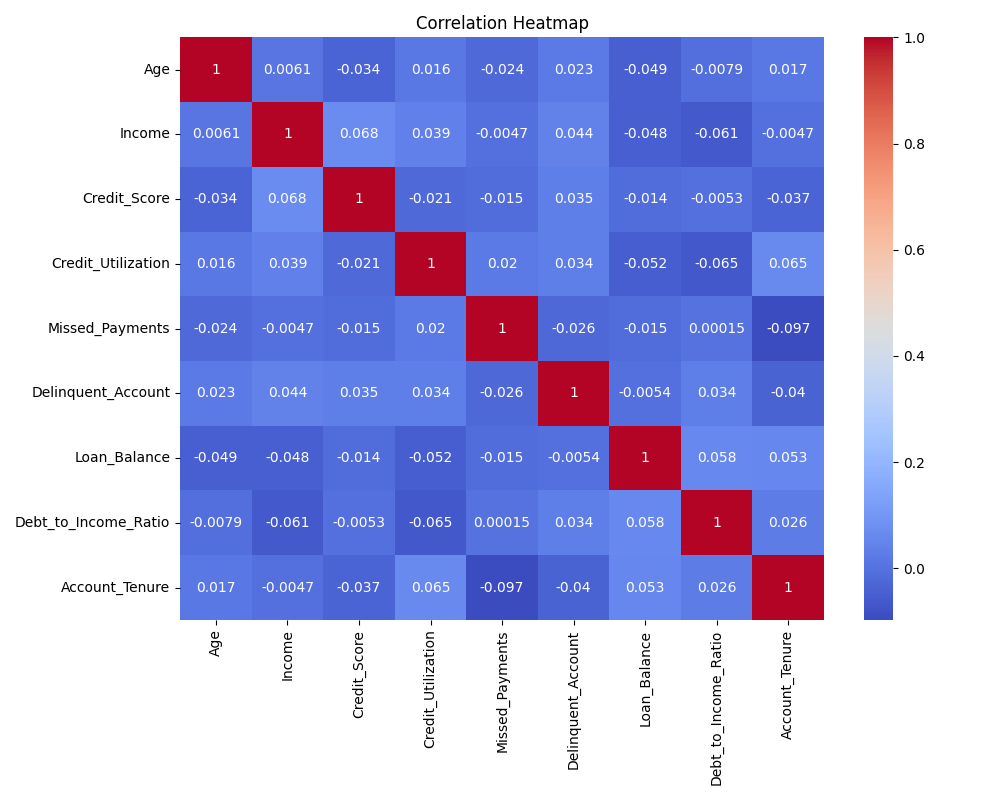 Correlation Heatmap
Age 1 0.0061 -0.034 0.016 -0.024 0.023 -0.049 -0.0079 0.017
Income 0.0061 1 0.068 0.039 -0.0047 0.044 -0.048 -0.061 -0.0047
Credit_Score -0.034 0.068 1 -0.021 -0.015 0.035 -0.014 -0.0053 -0.037
Credit_Utilization 0.016 0.039 -0.021 1 0.02 0.034 -0.052 -0.065 0.065
Missed_Payments -0.024 -0.0047 -0.015 0.02 1 -0.026 -0.015 0.00015 -0.097
Delinquent_Account 0.023 0.044 0.035 0.034 -0.026 1 -0.0054 0.034 -0.04
Loan_Balance -0.049 -0.048 -0.014 -0.052 -0.015 -0.0054 1 0.058 0.053
Debt_to_Income_Ratio -0.0079 -0.061 -0.0053 -0.065 0.00015 0.034 0.058 1 0.026
Account_Tenure 0.017 -0.0047 -0.037 0.065 -0.097 -0.04 0.053 0.026 1
Age
Income
Credit_Score
Credit_Utilization
Missed_Payments
Delinquent_Account
Loan_Balance
Debt_to_Income_Ratio
Account_Tenure
1.0
0.8
0.6
0.4
0.2
0.0